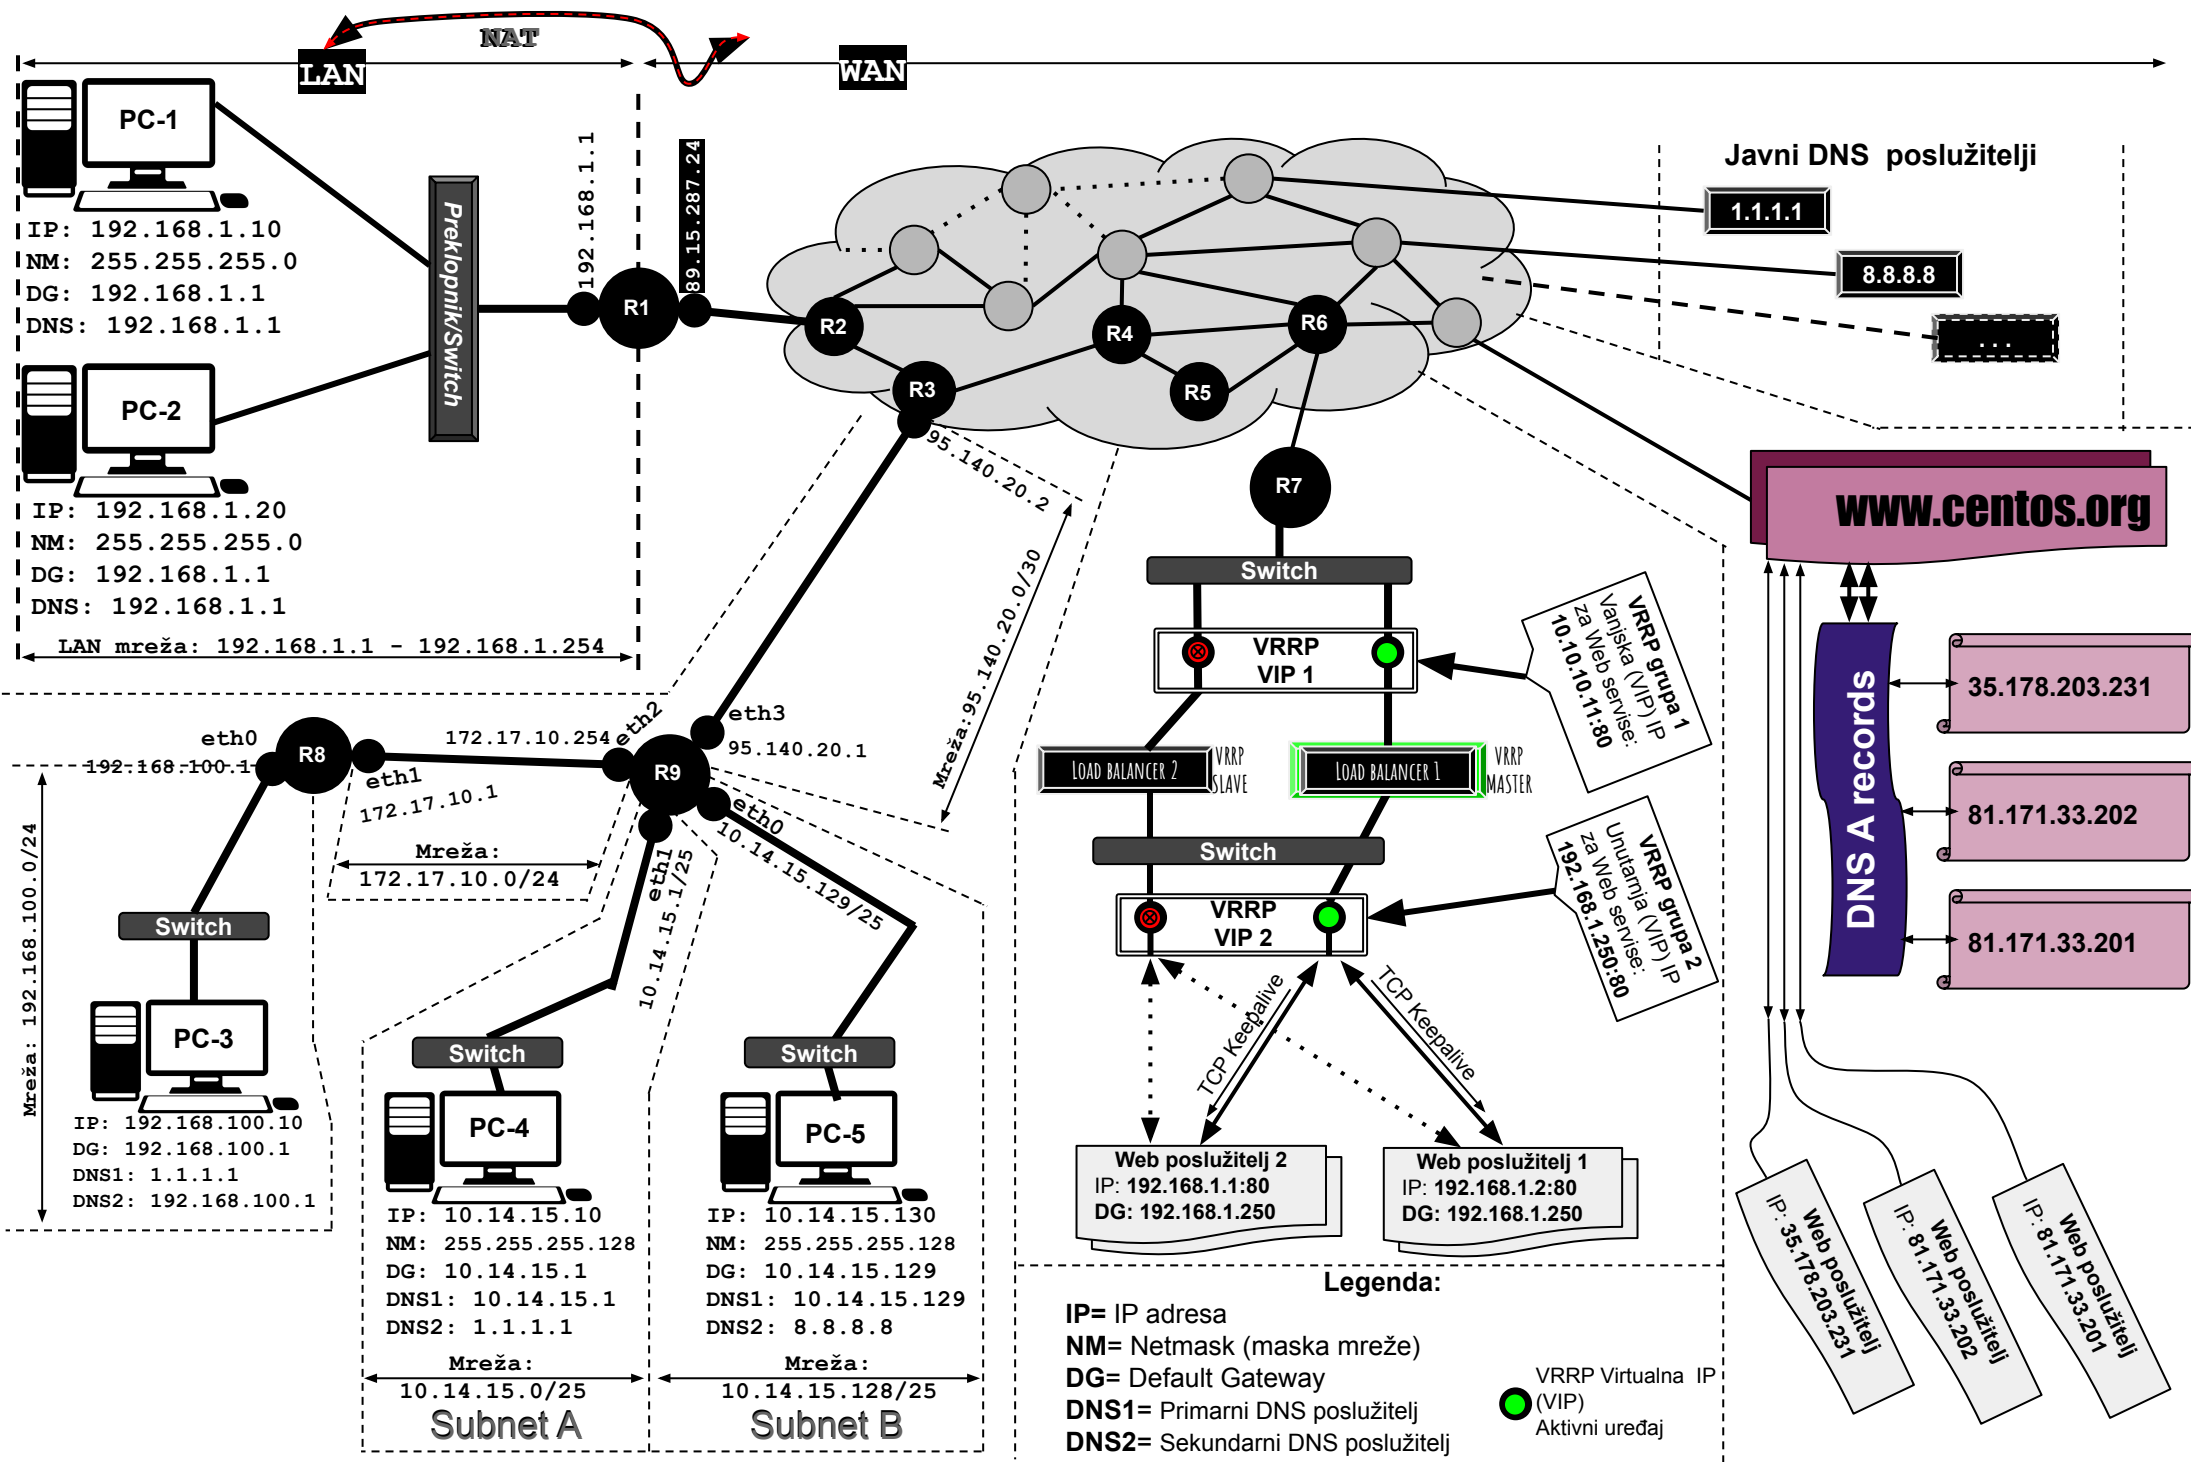 NAT
LAN
WAN
PC-1
IP: 192.168.1.10
NM: 255.255.255.0
DG: 192.168.1.1
DNS: 192.168.1.1
PC-2
IP: 192.168.1.20
NM: 255.255.255.0
DG: 192.168.1.1
DNS: 192.168.1.1
LAN mreža: 192.168.1.1 - 192.168.1.254
Preklopnik/Switch
192.168.1.1
R1
89.15.287.24
R2
R3
R4
R5
R6
R7
95.140.20.2
Mreža:95.140.20.0/30
Javni DNS poslužitelji
1.1.1.1
8.8.8.8
...
www.centos.org
DNS A records
35.178.203.231
81.171.33.202
81.171.33.201
Web poslužitelj
IP: 35.178.203.231
Web poslužitelj
IP: 81.171.33.202
Web poslužitelj
IP: 81.171.33.201
Switch
VRRP
VIP 1
VRRP grupa 1
Vanjska (VIP) IP
za Web servise:
10.10.10.11:80
LOAD BALANCER 2
VRRP
SLAVE
LOAD BALANCER 1
VRRP
MASTER
Switch
VRRP
VIP 2
VRRP grupa 2
Unutarnja (VIP) IP
za Web servise:
192.168.1.250:80
TCP Keepalive
TCP Keepalive
Web poslužitelj 2
IP: 192.168.1.1:80
DG: 192.168.1.250
Web poslužitelj 1
IP: 192.168.1.2:80
DG: 192.168.1.250
R8
eth0
192.168.100.1
eth1
172.17.10.1
172.17.10.254
eth2
eth3
95.140.20.1
R9
eth0
10.14.15.129/25
eth1
10.14.15.1/25
Mreža:
172.17.10.0/24
Mreža: 192.168.100.0/24
Switch
PC-3
IP: 192.168.100.10
DG: 192.168.100.1
DNS1: 1.1.1.1
DNS2: 192.168.100.1
Switch
PC-4
IP: 10.14.15.10
NM: 255.255.255.128
DG: 10.14.15.1
DNS1: 10.14.15.1
DNS2: 1.1.1.1
Mreža:
10.14.15.0/25
Subnet A
Switch
PC-5
IP: 10.14.15.130
NM: 255.255.255.128
DG: 10.14.15.129
DNS1: 10.14.15.129
DNS2: 8.8.8.8
Mreža:
10.14.15.128/25
Subnet B
Legenda:
IP= IP adresa
NM= Netmask (maska mreže)
DG= Default Gateway
DNS1= Primarni DNS poslužitelj
DNS2= Sekundarni DNS poslužitelj
VRRP Virtualna IP
(VIP)
Aktivni uređaj